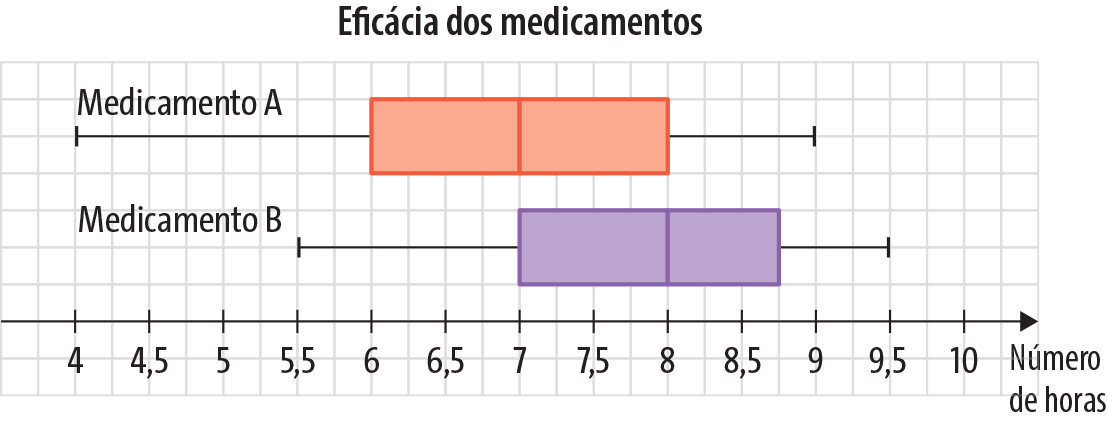 Eficácia dos medicamentos
Medicamento A
Medicamento B
4 4,5 5 5,5 6 6,5 7 7,5 8 8,5 9 9,5 10 Número
de horas